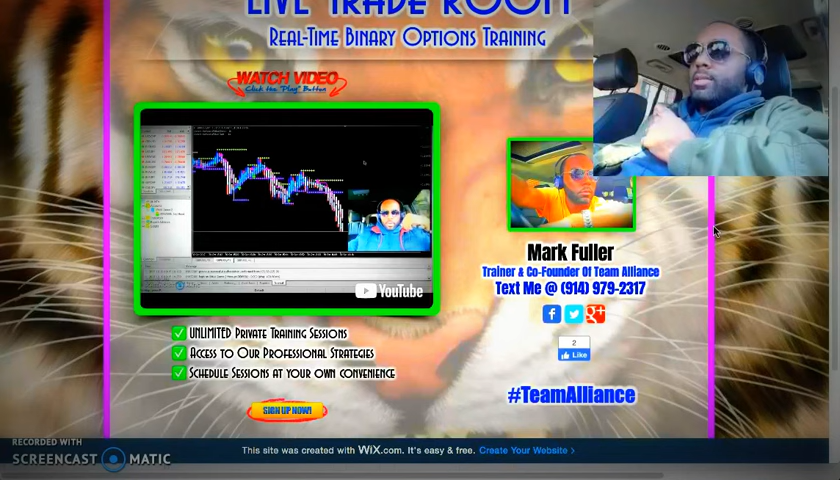 LIVE TRADE ROOM
REAL-TIME BINARY OPTIONS TRAINING
WATCH VIDEO
Click the "Play" Button
YouTube
Mark Fuller
Trainer & Co-Founder Of Team Alliance
Text Me @ (914) 979-2317
2
Like
UNLIMITED PRIVATE TRAINING SESSIONS
ACCESS TO OUR PROFESSIONAL STRATEGIES
SCHEDULE SESSIONS AT YOUR OWN CONVENIENCE
#TeamAlliance
SIGN UP NOW!
This site was created with WiX.com. It's easy & free. Create Your Website >
RECORDED WITH
SCREENCAST MATIC